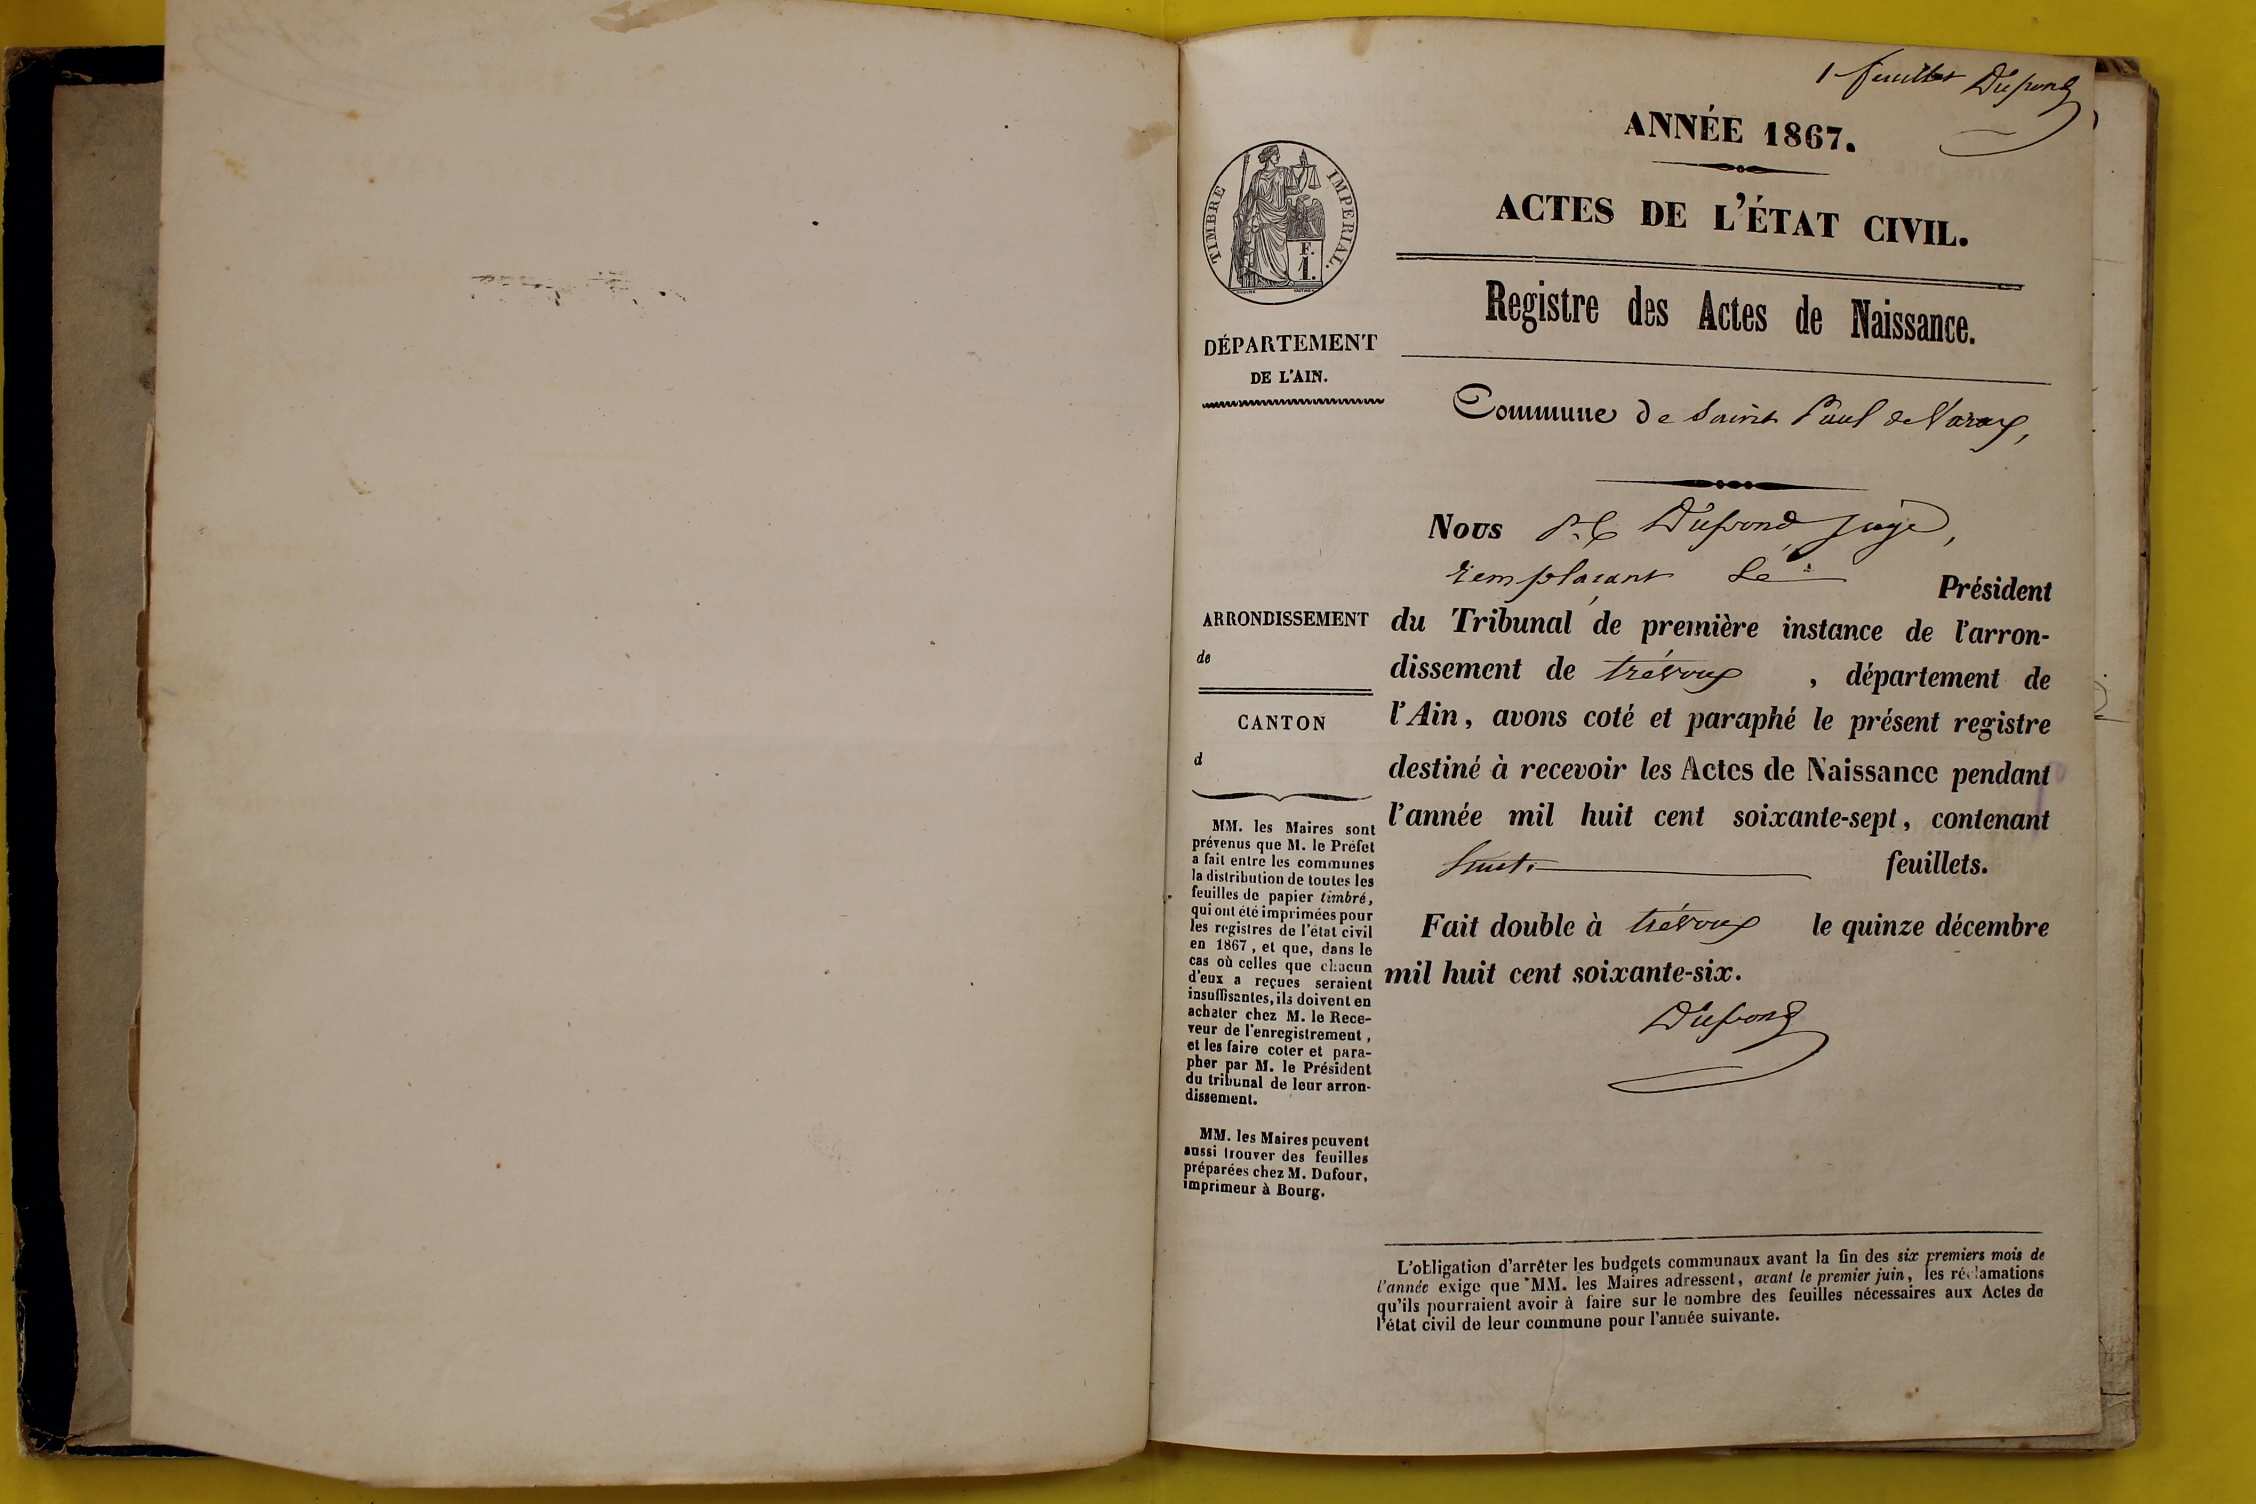 1er feuillet Dupond
ANNÉE 1867.
ACTES DE L'ÉTAT CIVIL.
Registre des Actes de Naissance.
TIMBRE IMPERIAL.
F.
1.
DÉPARTEMENT
DE L'AIN.
Commune de Saint Paul de Varax,
Nous Dupond, juge,
remplaçant le Président
ARRONDISSEMENT
de
CANTON
d
du Tribunal de première instance de l'arron-
dissement de trévoux, département de
l'Ain, avons coté et paraphé le présent registre
destiné à recevoir les Actes de Naissance pendant
l'année mil huit cent soixante-sept, contenant
huit feuillets.
Fait double à trévoux le quinze décembre
mil huit cent soixante-six.
Dupond
MM. les Maires sont
prévenus que M. le Préfet
a fait entre les communes
la distribution de toutes les
feuilles de papier timbré,
qui ont été imprimées pour
les registres de l'état civil
en 1867, et que, dans le
cas où celles que chacun
d'eux a reçues seraient
insuffisantes, ils doivent en
acheter chez M. le Rece-
veur de l'enregistrement,
et les faire coter et para-
pher par M. le Président
du tribunal de leur arron-
dissement.
MM. les Maires peuvent
aussi trouver des feuilles
préparées chez M. Dufour,
imprimeur à Bourg.
L'obligation d'arrêter les budgets communaux avant la fin des six premiers mois de
l'année exige que MM. les Maires adressent, avant le premier juin, les réclamations
qu'ils pourraient avoir à faire sur le nombre des feuilles nécessaires aux Actes de
l'état civil de leur commune pour l'année suivante.